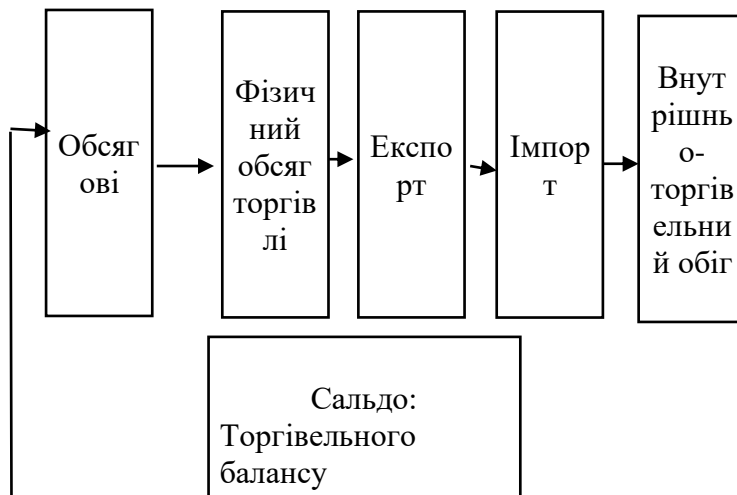 Обсяг
ові
Фізич
ний
обсяг
торгів
лі
Експо
рт
Імпор
т
Внут
рішнь
о-
торгів
ельни
й обіг
Сальдо:
Торгівельного
балансу